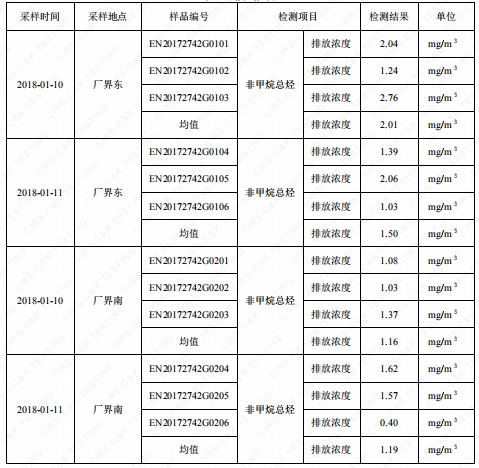 采样时间 采样地点 样品编号 检测项目 检测结果 单位
2018-01-10 厂界东 EN20172742G0101 非甲烷总烃 排放浓度 2.04 mg/m³
EN20172742G0102 排放浓度 1.24 mg/m³
EN20172742G0103 排放浓度 2.76 mg/m³
均值 排放浓度 2.01 mg/m³
2018-01-11 厂界东 EN20172742G0104 非甲烷总烃 排放浓度 1.39 mg/m³
EN20172742G0105 排放浓度 2.06 mg/m³
EN20172742G0106 排放浓度 1.03 mg/m³
均值 排放浓度 1.50 mg/m³
2018-01-10 厂界南 EN20172742G0201 非甲烷总烃 排放浓度 1.08 mg/m³
EN20172742G0202 排放浓度 1.03 mg/m³
EN20172742G0203 排放浓度 1.37 mg/m³
均值 排放浓度 1.16 mg/m³
2018-01-11 厂界南 EN20172742G0204 非甲烷总烃 排放浓度 1.62 mg/m³
EN20172742G0205 排放浓度 1.57 mg/m³
EN20172742G0206 排放浓度 0.40 mg/m³
均值 排放浓度 1.19 mg/m³